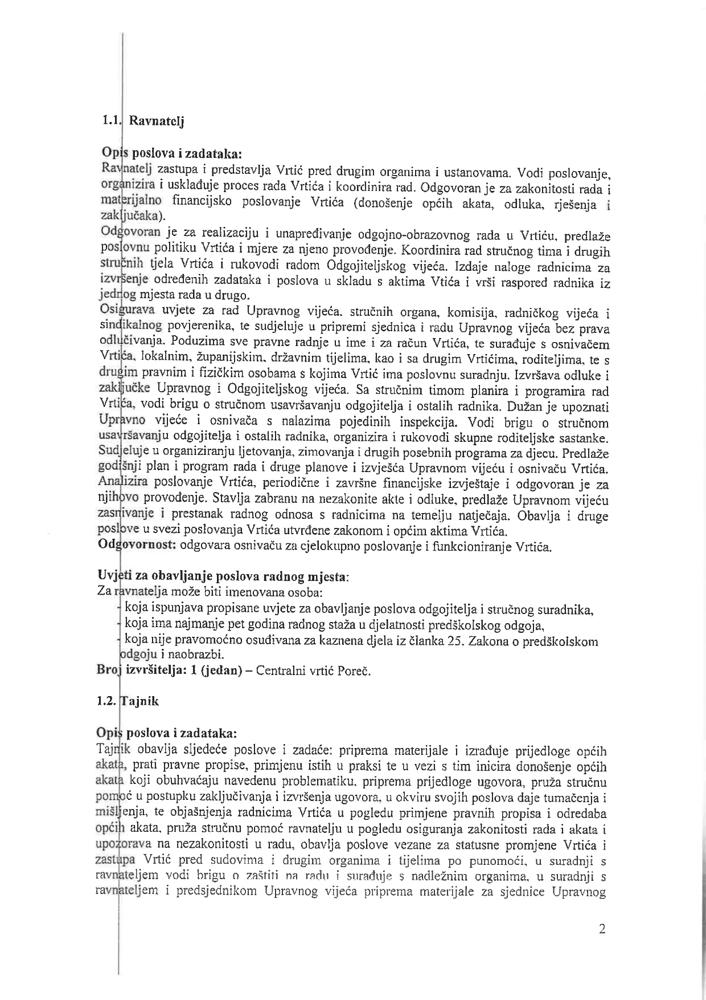 1.1. Ravnatelj
Opis poslova i zadataka:
Ravnatelj zastupa i predstavlja Vrtić pred drugim organima i ustanovama. Vodi poslovanje,
organizira i usklađuje proces rada Vrtića i koordinira rad. Odgovoran je za zakonitosti rada i
materijalno financijsko poslovanje Vrtića (donošenje općih akata, odluka, rješenja i
zaključaka).
Odgovoran je za realizaciju i unapređivanje odgojno-obrazovnog rada u Vrtiću, predlaže
poslovnu politiku Vrtića i mjere za njeno provođenje. Koordinira rad stručnog tima i drugih
stručnih tjela Vrtića i rukovodi radom Odgojiteljskog vijeća. Izdaje naloge radnicima za
izvršenje određenih zadataka i poslova u skladu s aktima Vtića i vrši raspored radnika iz
jednog mjesta rada u drugo.
Osigurava uvjete za rad Upravnog vijeća. stručnih organa, komisija, radničkog vijeća i
sindikalnog povjerenika, te sudjeluje u pripremi sjednica i radu Upravnog vijeća bez prava
odlučivanja. Poduzima sve pravne radnje u ime i za račun Vrtića, te surađuje s osnivačem
Vrtića, lokalnim, županijskim, državnim tijelima, kao i sa drugim Vrtićima, roditeljima, te s
drugim pravnim i fizičkim osobama s kojima Vrtić ima poslovnu suradnju. Izvršava odluke i
zaključke Upravnog i Odgojiteljskog vijeća. Sa stručnim timom planira i programira rad
Vrtića, vodi brigu o stručnom usavršavanju odgojitelja i ostalih radnika. Dužan je upoznati
Upravno vijeće i osnivača s nalazima pojedinih inspekcija. Vodi brigu o stručnom
usavršavanju odgojitelja i ostalih radnika, organizira i rukovodi skupne roditeljske sastanke.
Sudjeluje u organiziranju ljetovanja, zimovanja i drugih posebnih programa za djecu. Predlaže
godišnji plan i program rada i druge planove i izvješća Upravnom vijeću i osnivaču Vrtića.
Analizira poslovanje Vrtića, periodične i završne financijske izvještaje i odgovoran je za
njihovo provođenje. Stavlja zabranu na nezakonite akte i odluke, predlaže Upravnom vijeću
zasnivanje i prestanak radnog odnosa s radnicima na temelju natječaja. Obavlja i druge
poslove u svezi poslovanja Vrtića utvrđene zakonom i općim aktima Vrtića.
Odgovornost: odgovara osnivaču za cjelokupno poslovanje i funkcioniranje Vrtića.
Uvjeti za obavljanje poslova radnog mjesta:
Za ravnatelja može biti imenovana osoba:
- koja ispunjava propisane uvjete za obavljanje poslova odgojitelja i stručnog suradnika,
- koja ima najmanje pet godina radnog staža u djelatnosti predškolskog odgoja,
- koja nije pravomoćno osuđivana za kaznena djela iz članka 25. Zakona o predškolskom
odgoju i naobrazbi.
Broj izvršitelja: 1 (jedan) – Centralni vrtić Poreč.
1.2. Tajnik
Opis poslova i zadataka:
Tajnik obavlja sljedeće poslove i zadaće: priprema materijale i izrađuje prijedloge općih
akata, prati pravne propise, primjenu istih u praksi te u vezi s tim inicira donošenje općih
akata koji obuhvaćaju navedenu problematiku, priprema prijedloge ugovora, pruža stručnu
pomoć u postupku zaključivanja i izvršenja ugovora, u okviru svojih poslova daje tumačenja i
mišljenja, te objašnjenja radnicima Vrtića u pogledu primjene pravnih propisa i odredaba
općih akata, pruža stručnu pomoć ravnatelju u pogledu osiguranja zakonitosti rada i akata i
upozorava na nezakonitosti u radu, obavlja poslove vezane za statusne promjene Vrtića i
zastupa Vrtić pred sudovima i drugim organima i tijelima po punomoći, u suradnji s
ravnateljem vodi brigu o zaštiti na radu i surađuje s nadležnim organima, u suradnji s
ravnateljem i predsjednikom Upravnog vijeća priprema materijale za sjednice Upravnog
2